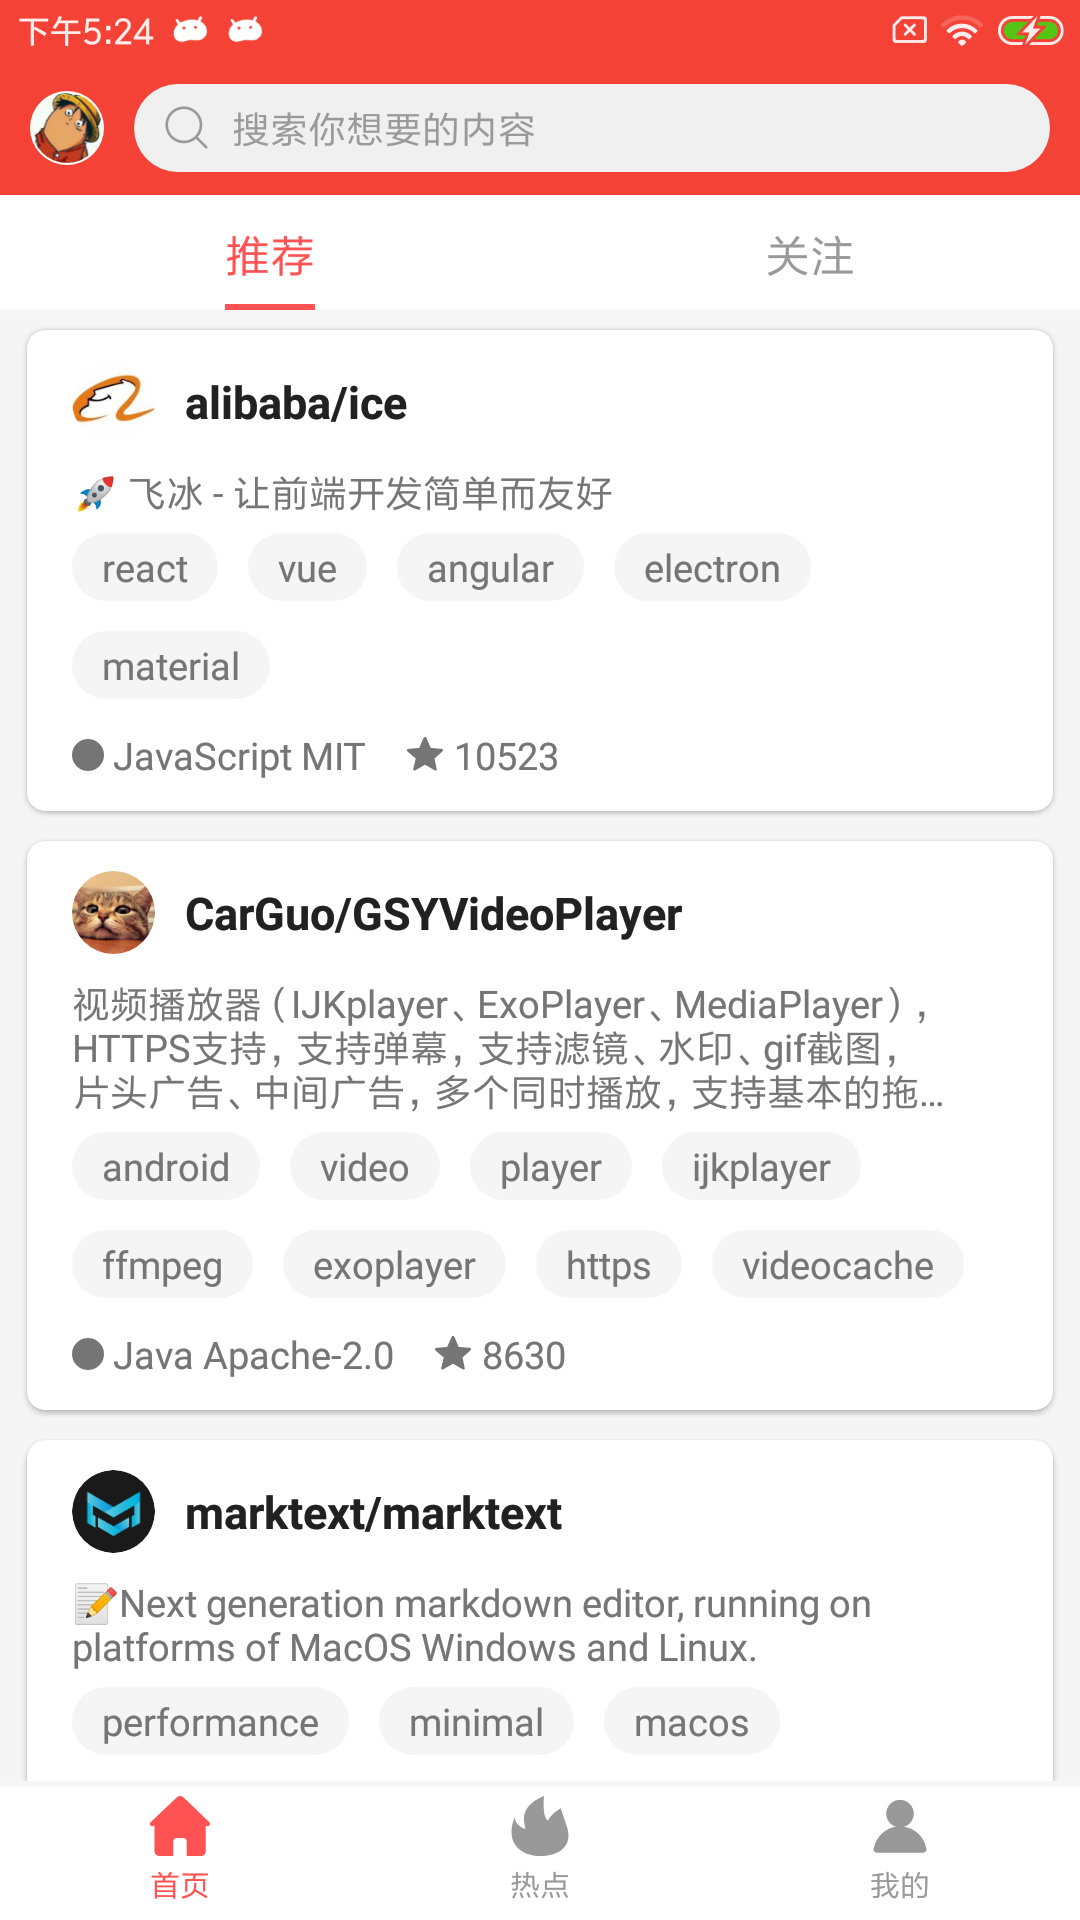 下午5:24
搜索你想要的内容
推荐
关注
alibaba/ice
🚀 飞冰 - 让前端开发简单而友好
react vue angular electron
material
JavaScript MIT ★ 10523
CarGuo/GSYVideoPlayer
视频播放器（IJKplayer、ExoPlayer、MediaPlayer），
HTTPS支持，支持弹幕，支持滤镜、水印、gif截图，
片头广告、中间广告，多个同时播放，支持基本的拖...
android video player ijkplayer
ffmpeg exoplayer https videocache
Java Apache-2.0 ★ 8630
marktext/marktext
📝Next generation markdown editor, running on
platforms of MacOS Windows and Linux.
performance minimal macos
首页 热点 我的